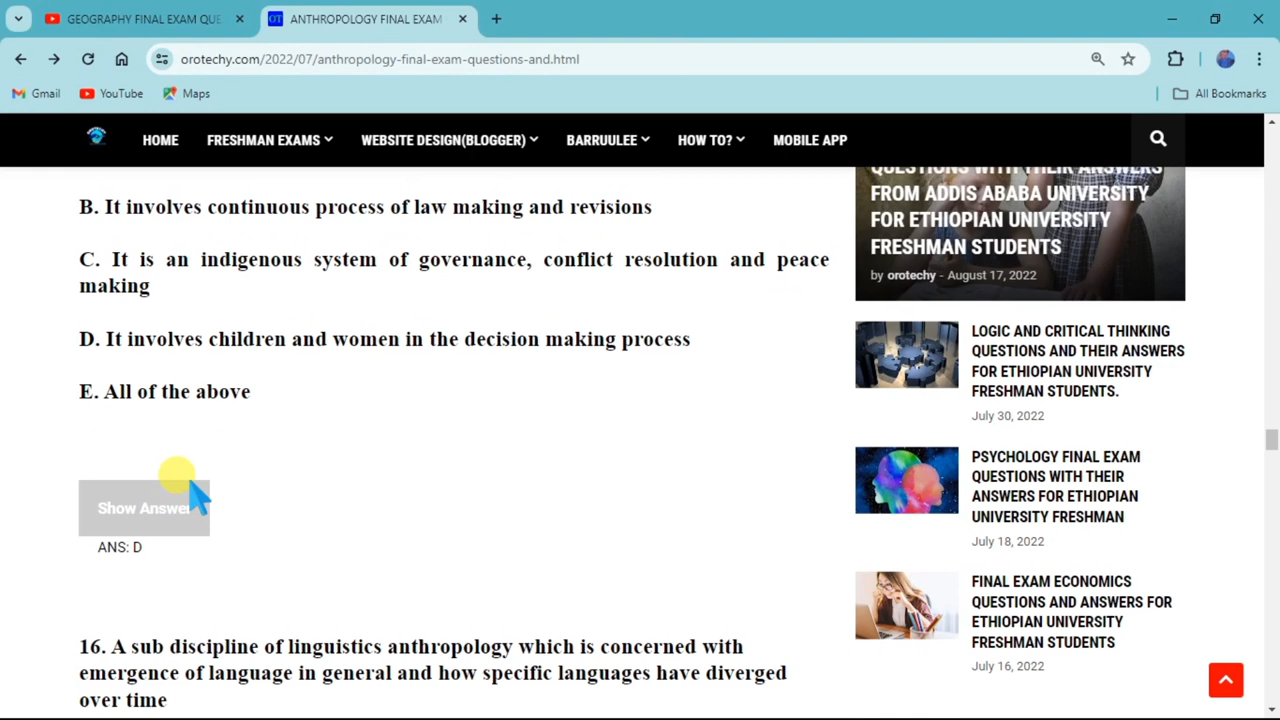 GEOGRAPHY FINAL EXAM QUE
ANTHROPOLOGY FINAL EXAM
orotechy.com/2022/07/anthropology-final-exam-questions-and.html
Gmail
YouTube
Maps
All Bookmarks
HOME
FRESHMAN EXAMS
WEBSITE DESIGN(BLOGGER)
BARRUULEE
HOW TO?
MOBILE APP
B. It involves continuous process of law making and revisions
C. It is an indigenous system of governance, conflict resolution and peace
making
D. It involves children and women in the decision making process
E. All of the above
Show Answer
ANS: D
16. A sub discipline of linguistics anthropology which is concerned with
emergence of language in general and how specific languages have diverged
over time
QUESTIONS WITH THEIR ANSWERS
FROM ADDIS ABABA UNIVERSITY
FOR ETHIOPIAN UNIVERSITY
FRESHMAN STUDENTS
by orotechy - August 17, 2022
LOGIC AND CRITICAL THINKING
QUESTIONS AND THEIR ANSWERS
FOR ETHIOPIAN UNIVERSITY
FRESHMAN STUDENTS.
July 30, 2022
PSYCHOLOGY FINAL EXAM
QUESTIONS WITH THEIR
ANSWERS FOR ETHIOPIAN
UNIVERSITY FRESHMAN
July 18, 2022
FINAL EXAM ECONOMICS
QUESTIONS AND ANSWERS FOR
ETHIOPIAN UNIVERSITY
FRESHMAN STUDENTS
July 16, 2022